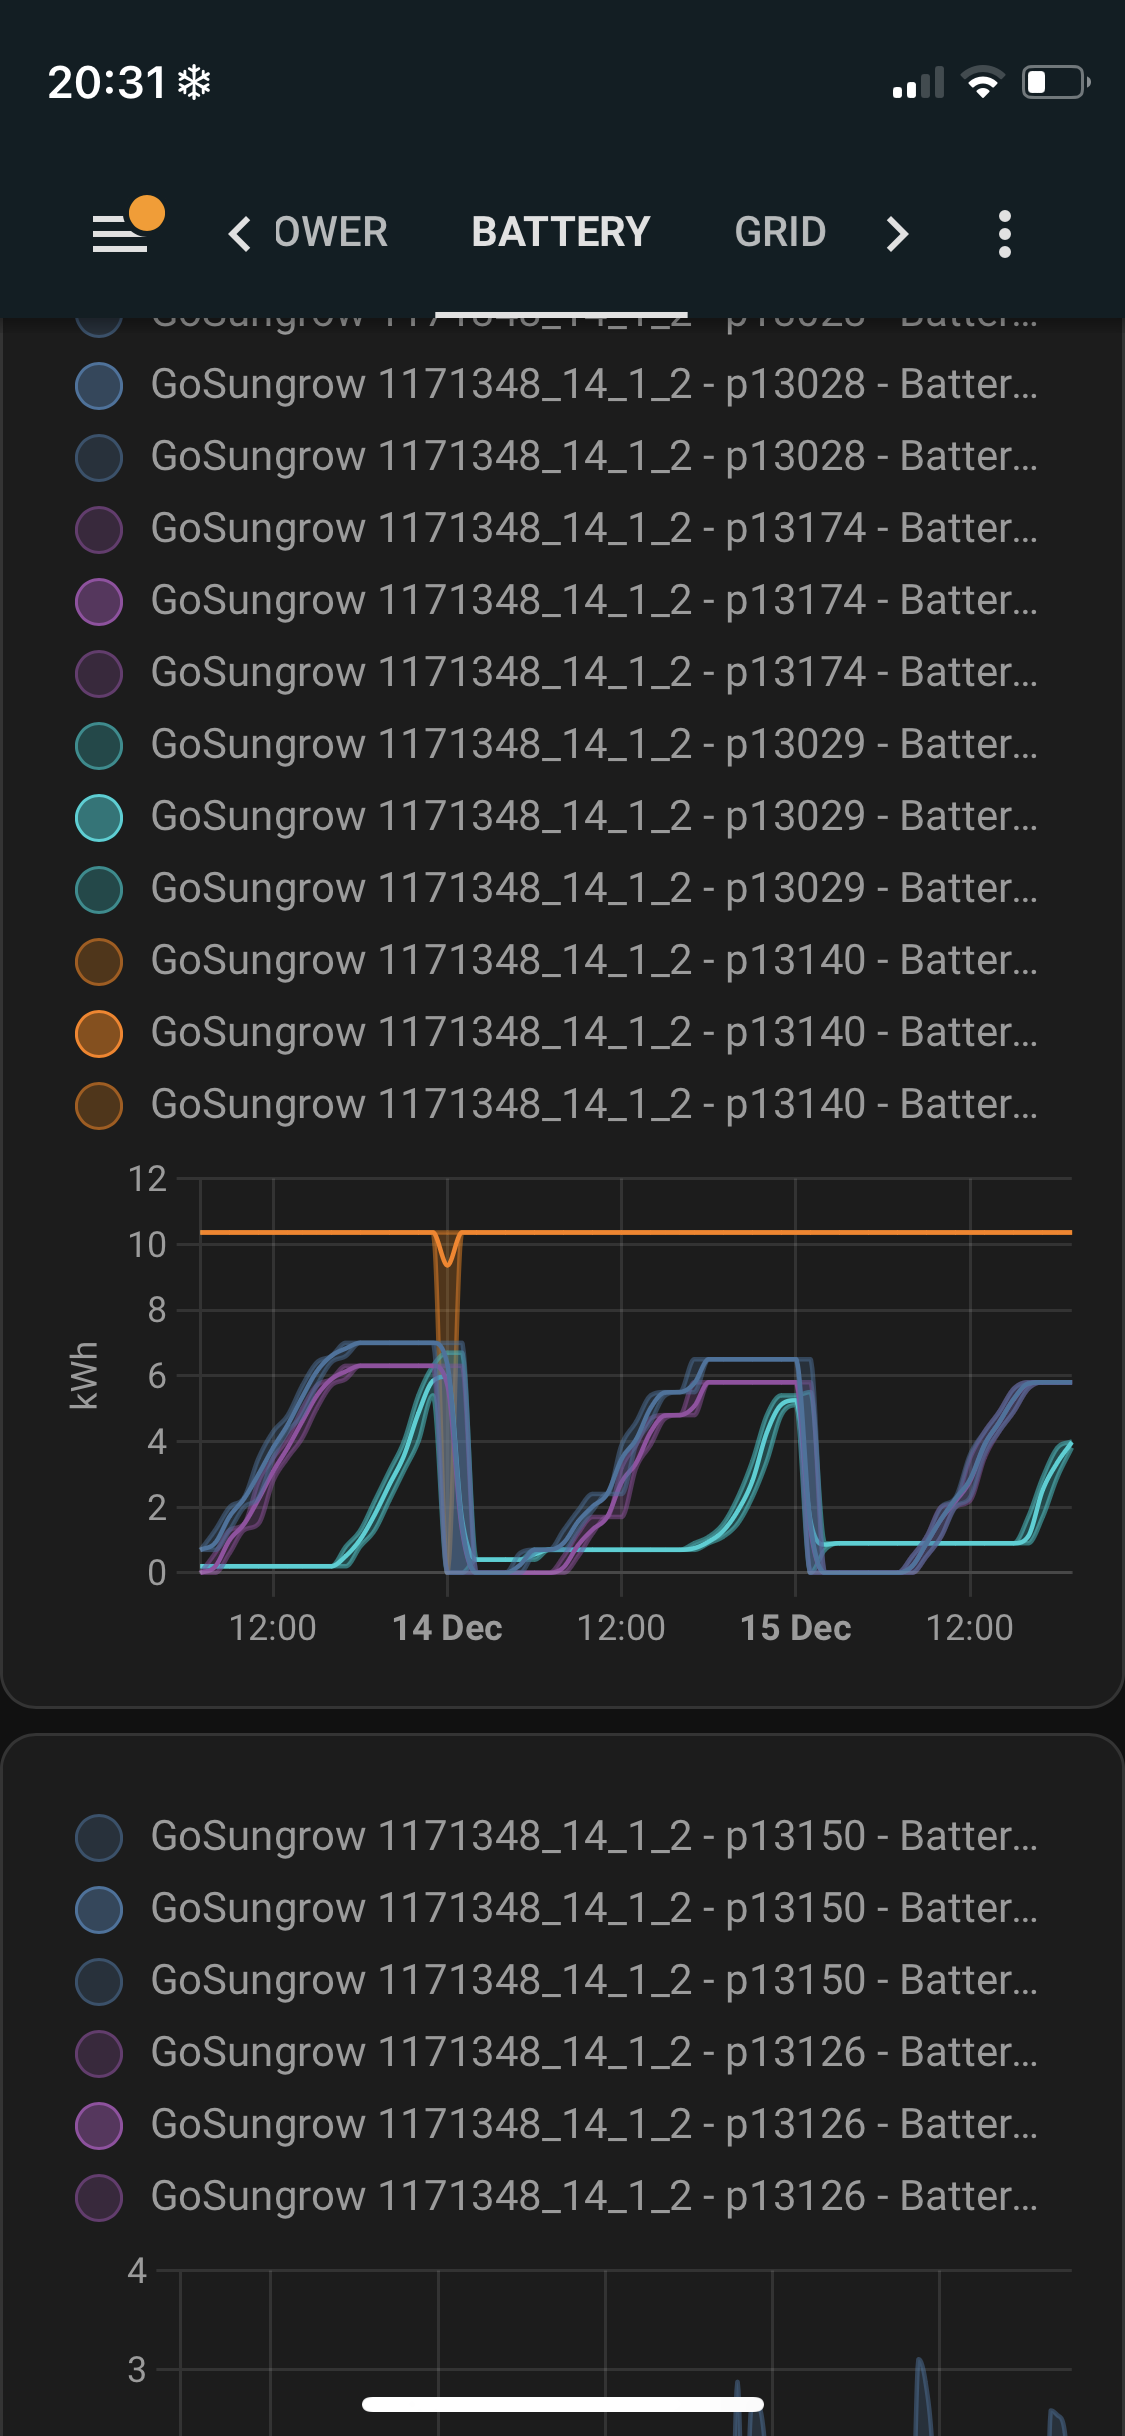 20:31
OWER BATTERY GRID
GoSungrow 1171348_14_1_2 - p13028 - Batter...
GoSungrow 1171348_14_1_2 - p13028 - Batter...
GoSungrow 1171348_14_1_2 - p13028 - Batter...
GoSungrow 1171348_14_1_2 - p13174 - Batter...
GoSungrow 1171348_14_1_2 - p13174 - Batter...
GoSungrow 1171348_14_1_2 - p13174 - Batter...
GoSungrow 1171348_14_1_2 - p13029 - Batter...
GoSungrow 1171348_14_1_2 - p13029 - Batter...
GoSungrow 1171348_14_1_2 - p13029 - Batter...
GoSungrow 1171348_14_1_2 - p13140 - Batter...
GoSungrow 1171348_14_1_2 - p13140 - Batter...
GoSungrow 1171348_14_1_2 - p13140 - Batter...
12
10
8
6
4
2
0
kWh
12:00 14 Dec 12:00 15 Dec 12:00
GoSungrow 1171348_14_1_2 - p13150 - Batter...
GoSungrow 1171348_14_1_2 - p13150 - Batter...
GoSungrow 1171348_14_1_2 - p13150 - Batter...
GoSungrow 1171348_14_1_2 - p13126 - Batter...
GoSungrow 1171348_14_1_2 - p13126 - Batter...
GoSungrow 1171348_14_1_2 - p13126 - Batter...
4
3